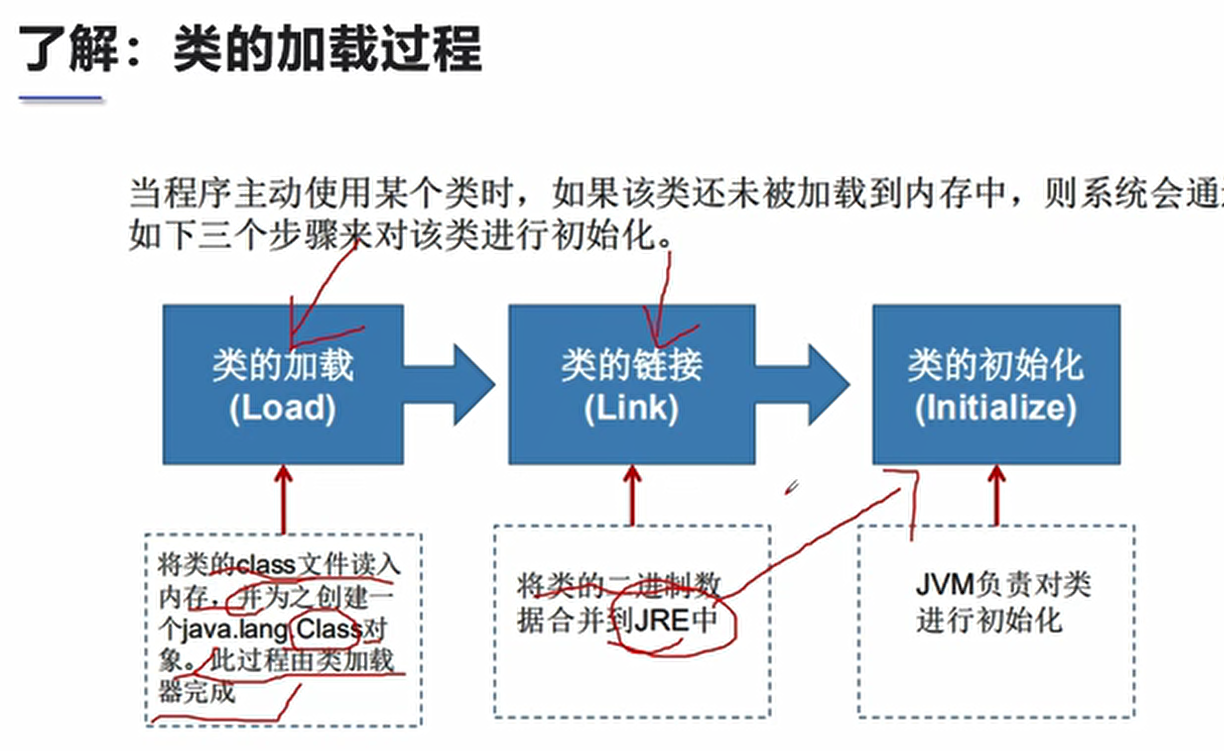 了解：类的加载过程
当程序主动使用某个类时，如果该类还未被加载到内存中，则系统会通
如下三个步骤来对该类进行初始化。
类的加载
(Load)
类的链接
(Link)
类的初始化
(Initialize)
将类的class文件读入
内存，并为之创建一
个java.lang.Class对
象。此过程由类加载
器完成
将类的二进制数
据合并到JRE中
JVM负责对类
进行初始化